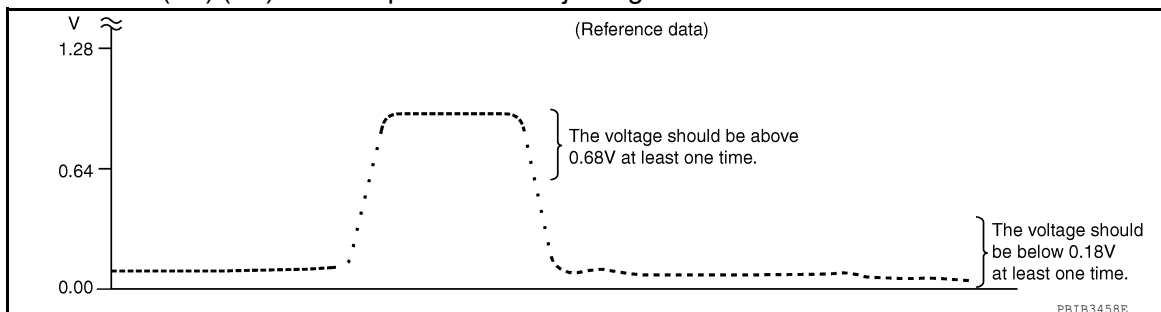 V
(Reference data)
1.28
The voltage should be above
0.68V at least one time.
0.64
The voltage should
be below 0.18V
at least one time.
0.00
PBIB3458E